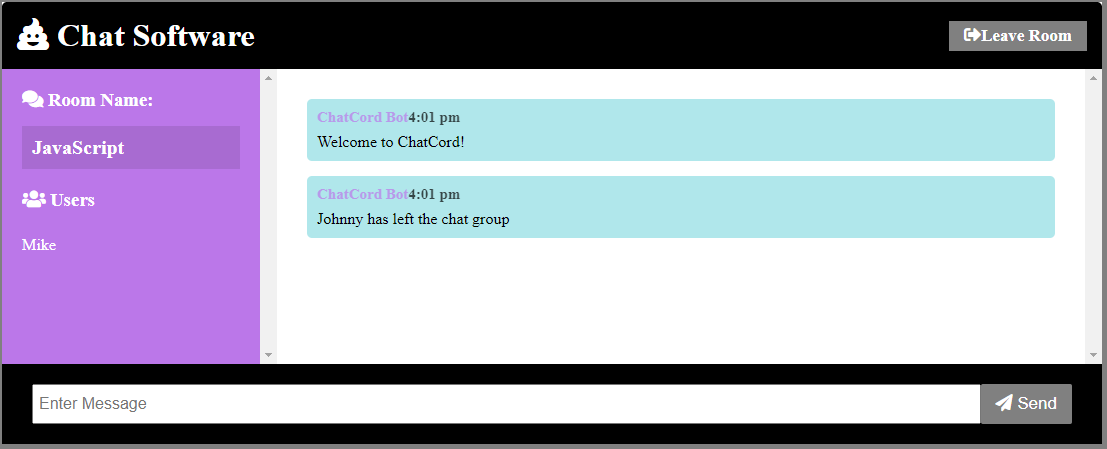 Chat Software
Leave Room
Room Name:
JavaScript
Users
Mike
ChatCord Bot4:01 pm
Welcome to ChatCord!
ChatCord Bot4:01 pm
Johnny has left the chat group
Enter Message
Send